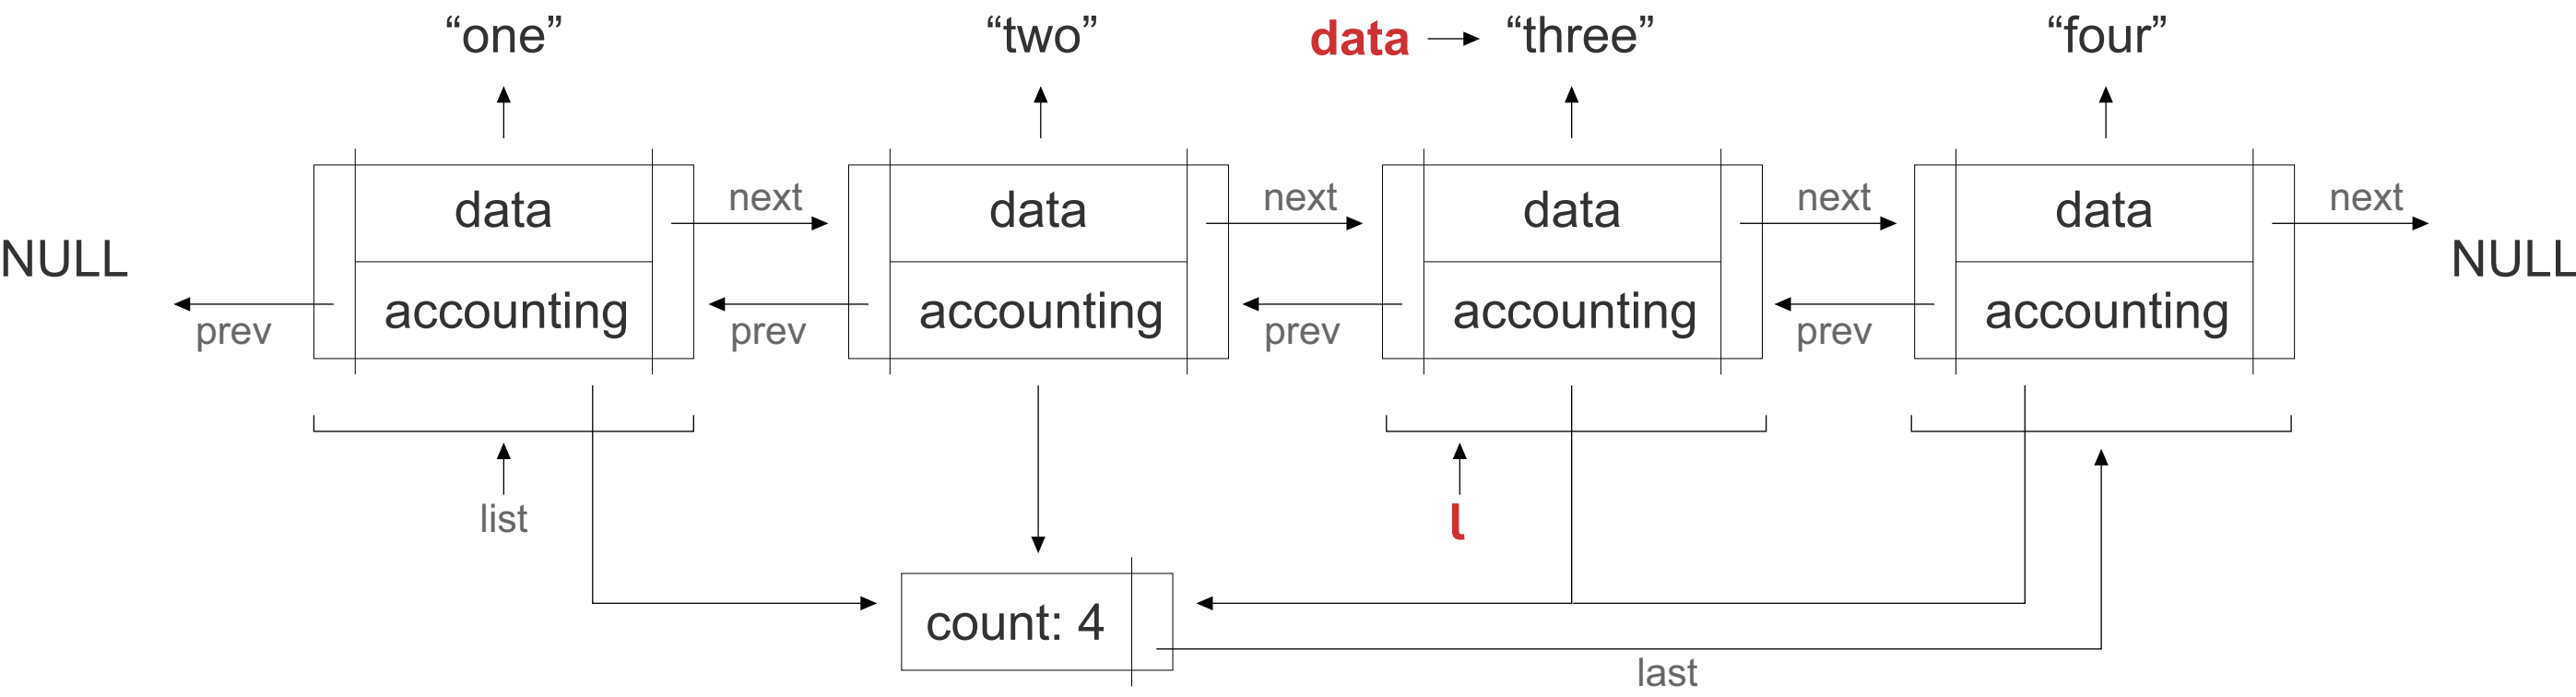 “one”
“two”
data
“three”
“four”
data
next
data
next
data
next
data
next
NULL
NULL
accounting
accounting
accounting
accounting
prev
prev
prev
prev
list
l
count: 4
last